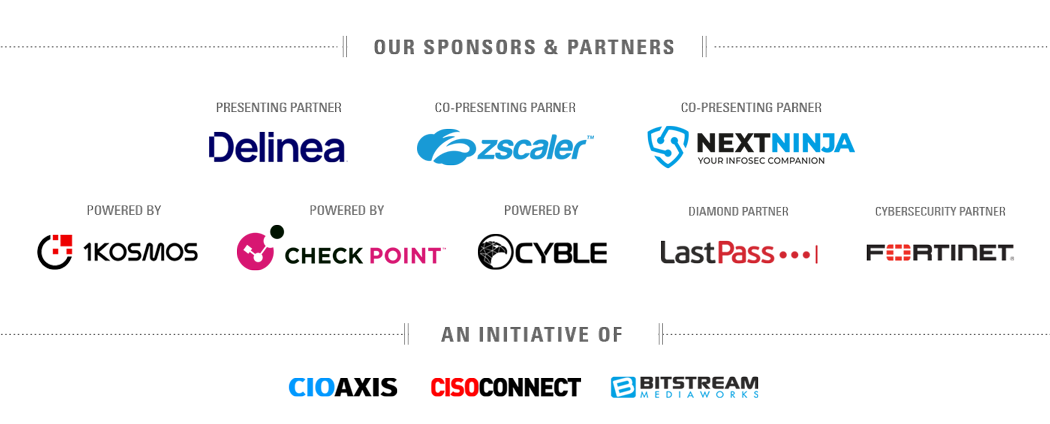 OUR SPONSORS & PARTNERS
PRESENTING PARTNER
CO-PRESENTING PARNER
CO-PRESENTING PARNER
Delinea
zscaler™
NEXTNINJA
YOUR INFOSEC COMPANION
POWERED BY
POWERED BY
POWERED BY
DIAMOND PARTNER
CYBERSECURITY PARTNER
1KOSMOS
CHECK POINT™
CYBLE
LastPass•••|
FORTINET®
AN INITIATIVE OF
CIOAXIS
CISOCONNECT
BITSTREAM
MEDIAWORKS